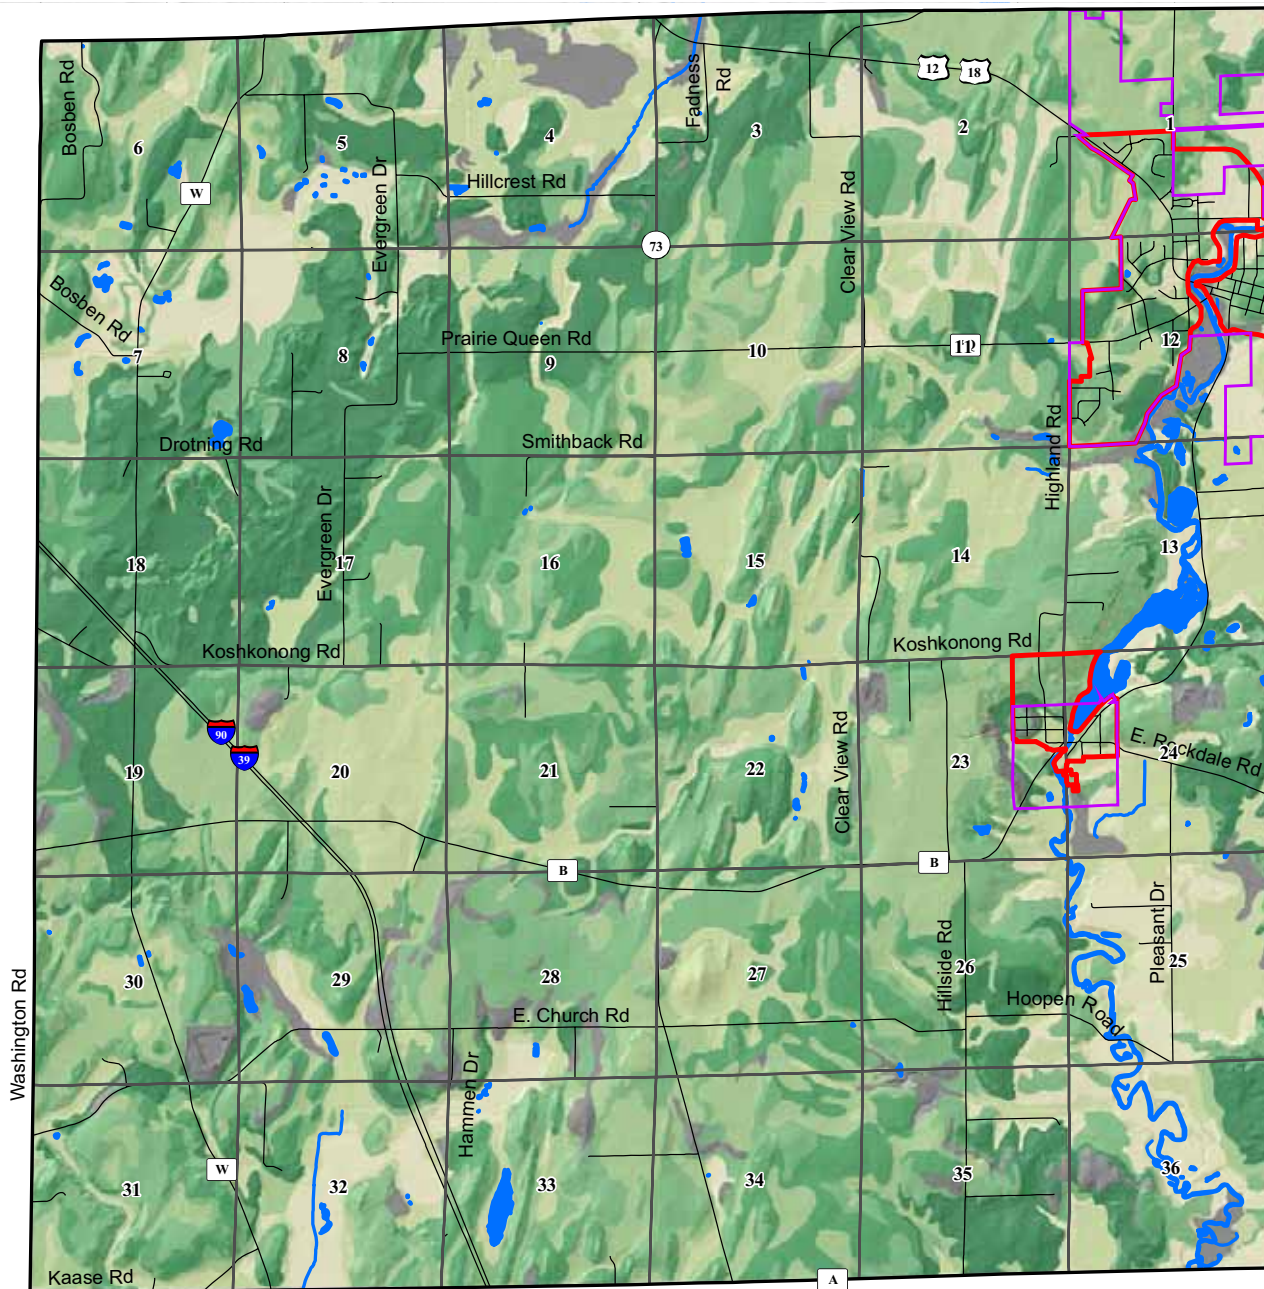 Bosben Rd
Fadness
Rd
12
18
1
6
5
4
3
2
W
Evergreen Dr
Hillcrest Rd
Clear View Rd
73
Bosben Rd
7
8
Prairie Queen Rd
9
10
11
12
Drotning Rd
Smithback Rd
Highland Rd
Evergreen Dr
18
17
16
15
14
13
Koshkonong Rd
Koshkonong Rd
90
39
19
20
21
22
Clear View Rd
23
24
E. Rockdale Rd
B
B
Hillside Rd
Pleasant Dr
30
29
28
27
26
25
Washington Rd
E. Church Rd
Hoopen Road
Hammen Dr
W
31
32
33
34
35
36
Kaase Rd
A